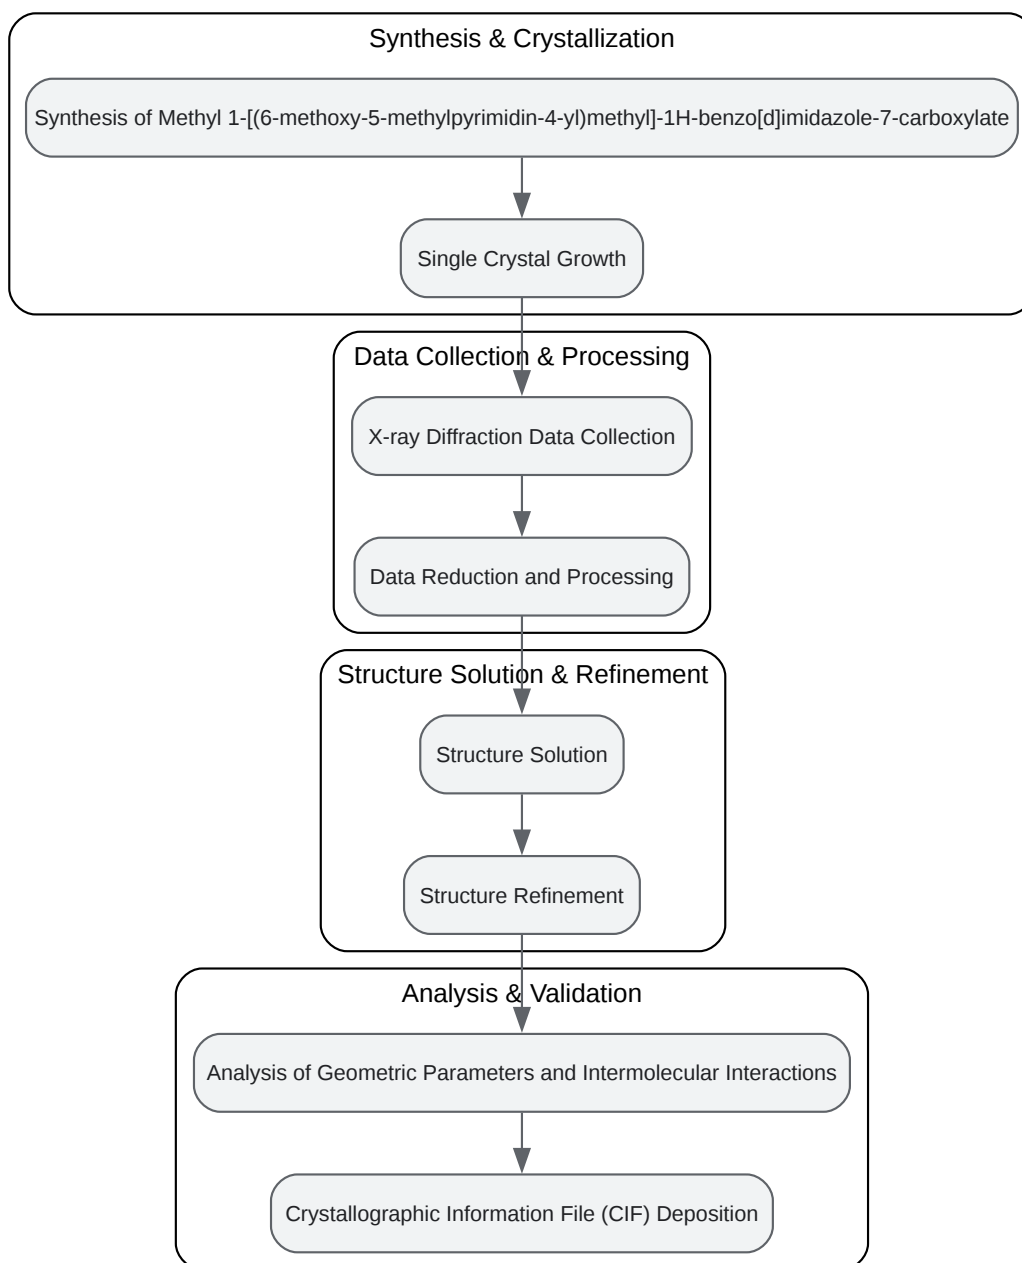 Synthesis & Crystallization
Synthesis of Methyl 1-[(6-methoxy-5-methylpyrimidin-4-yl)methyl]-1H-benzo[d]imidazole-7-carboxylate
Single Crystal Growth
Data Collection & Processing
X-ray Diffraction Data Collection
Data Reduction and Processing
Structure Solution & Refinement
Structure Solution
Structure Refinement
Analysis & Validation
Analysis of Geometric Parameters and Intermolecular Interactions
Crystallographic Information File (CIF) Deposition